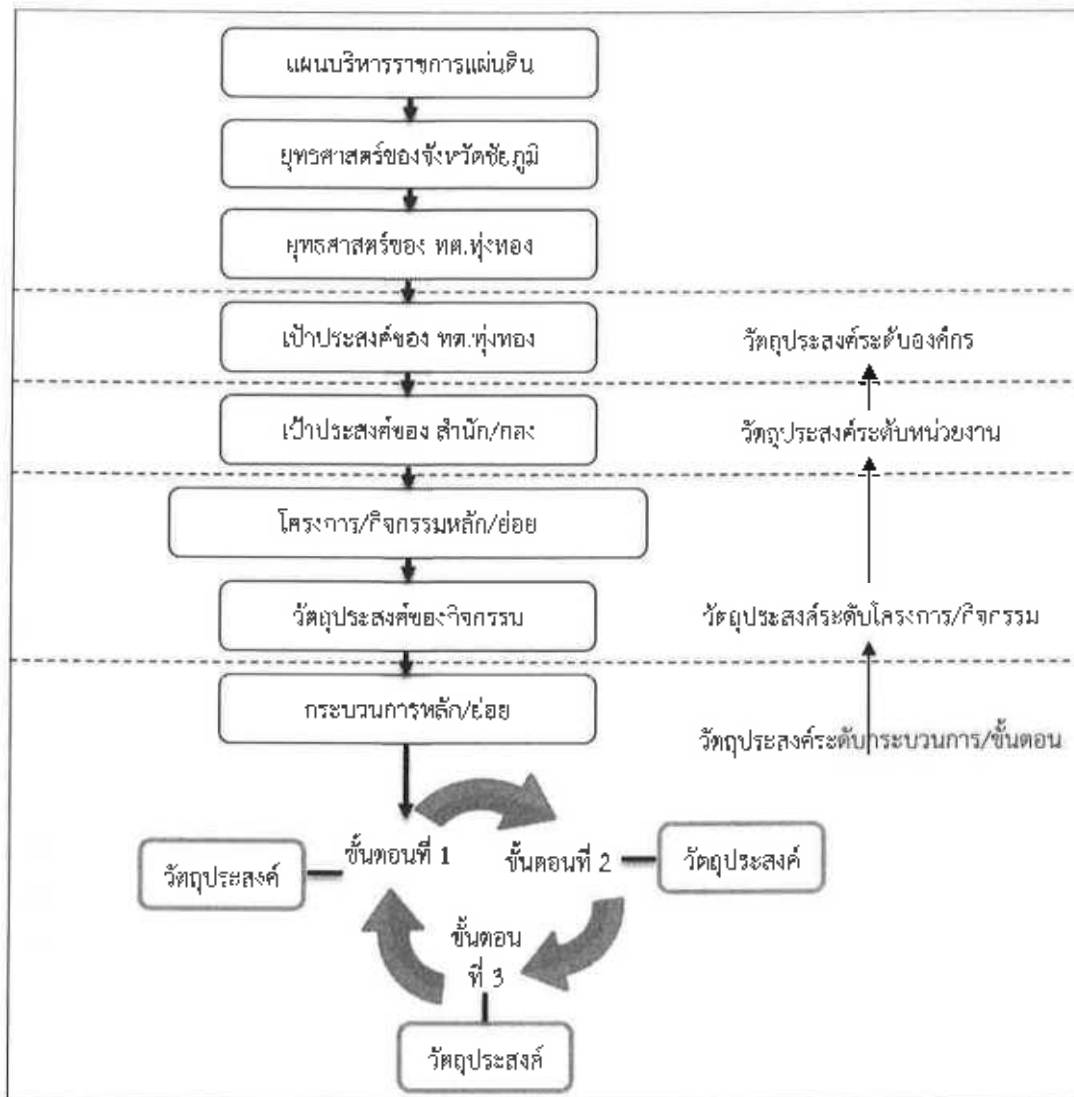 แผนบริหารราชการแผ่นดิน
ยุทธศาสตร์ของจังหวัดชัยภูมิ
ยุทธศาสตร์ของ ทต.ทุ่งทอง
เป้าประสงค์ของ ทต.ทุ่งทอง
วัตถุประสงค์ระดับองค์กร
เป้าประสงค์ของ สำนัก/กอง
วัตถุประสงค์ระดับหน่วยงาน
โครงการ/กิจกรรมหลัก/ย่อย
วัตถุประสงค์ของกิจกรรม
วัตถุประสงค์ระดับโครงการ/กิจกรรม
กระบวนการหลัก/ย่อย
วัตถุประสงค์ระดับกระบวนการ/ขั้นตอน
ขั้นตอนที่ 1
ขั้นตอนที่ 2
วัตถุประสงค์
วัตถุประสงค์
ขั้นตอน
ที่ 3
วัตถุประสงค์